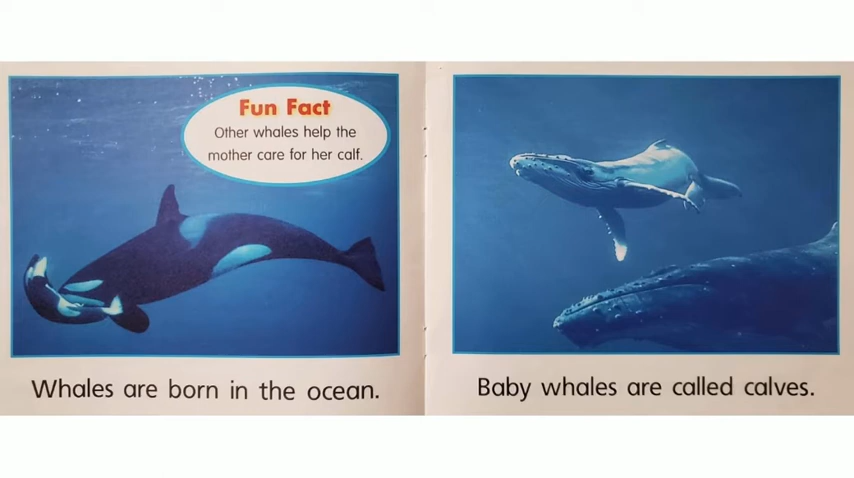 Fun Fact
Other whales help the
mother care for her calf.
Whales are born in the ocean.
Baby whales are called calves.